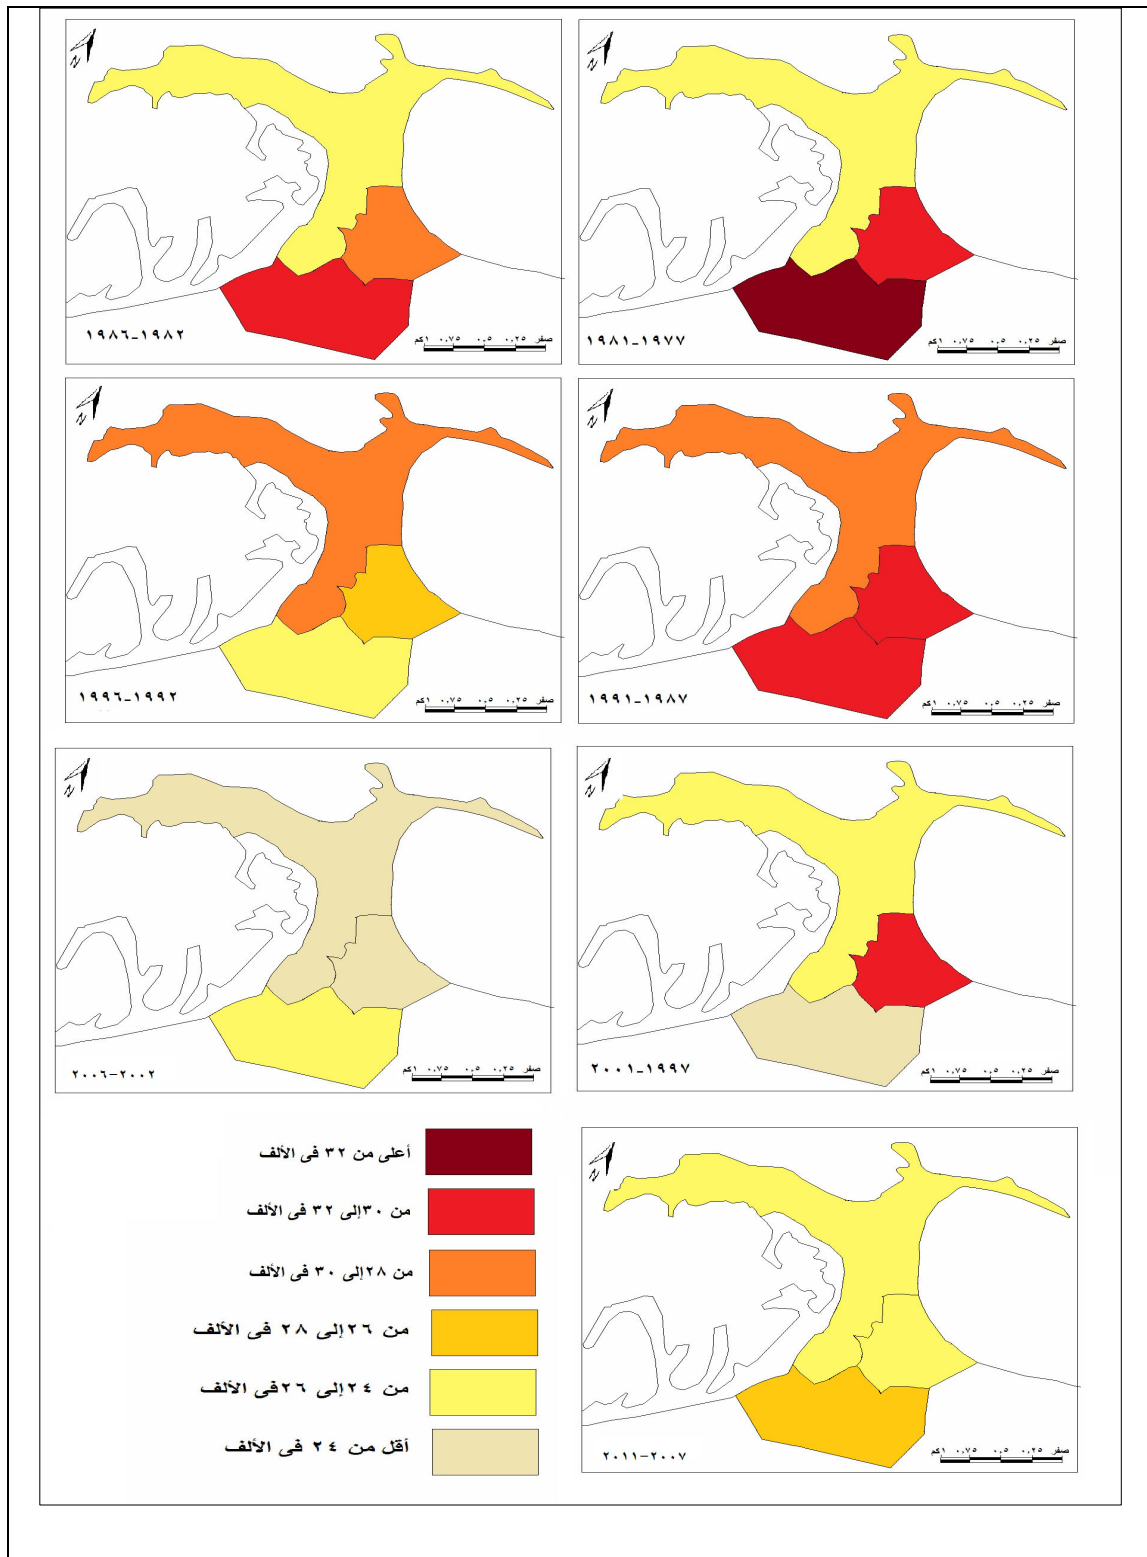 ١٩٧٧-١٩٨١
صفر ٠.٢٥ ٠.٥ ٠.٧٥ ١كم
١٩٨٢-١٩٨٦
صفر ٠.٢٥ ٠.٥ ٠.٧٥ ١كم
١٩٨٧-١٩٩١
صفر ٠.٢٥ ٠.٥ ٠.٧٥ ١كم
١٩٩٢-١٩٩٦
صفر ٠.٢٥ ٠.٥ ٠.٧٥ ١كم
١٩٩٧-٢٠٠١
صفر ٠.٢٥ ٠.٥ ٠.٧٥ ١كم
٢٠٠٢-٢٠٠٦
صفر ٠.٢٥ ٠.٥ ٠.٧٥ ١كم
٢٠٠٧-٢٠١١
صفر ٠.٢٥ ٠.٥ ٠.٧٥ ١كم
أعلى من ٣٢ فى الألف
من ٣٠إلى ٣٢ فى الألف
من ٢٨إلى ٣٠ فى الألف
من ٢٦إلى ٢٨ فى الألف
من ٢٤إلى ٢٦فى الألف
أقل من ٢٤ فى الألف